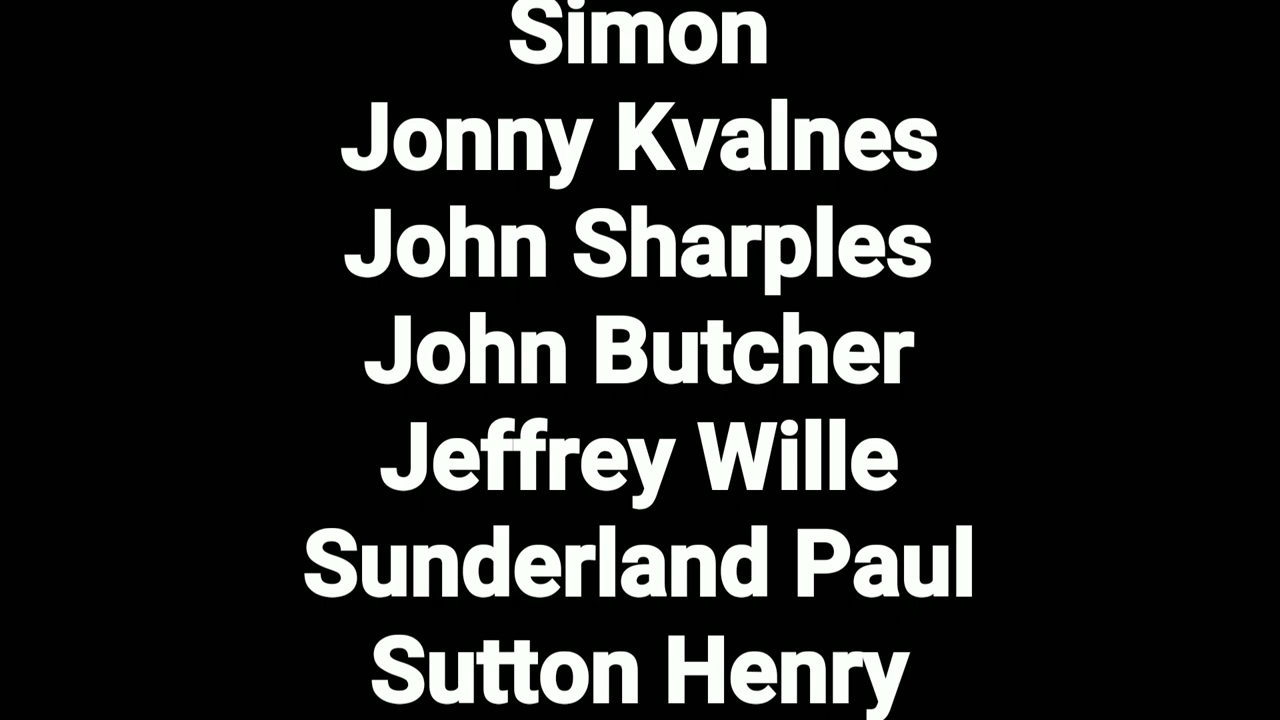 Simon
Jonny Kvalnes
John Sharples
John Butcher
Jeffrey Wille
Sunderland Paul
Sutton Henry